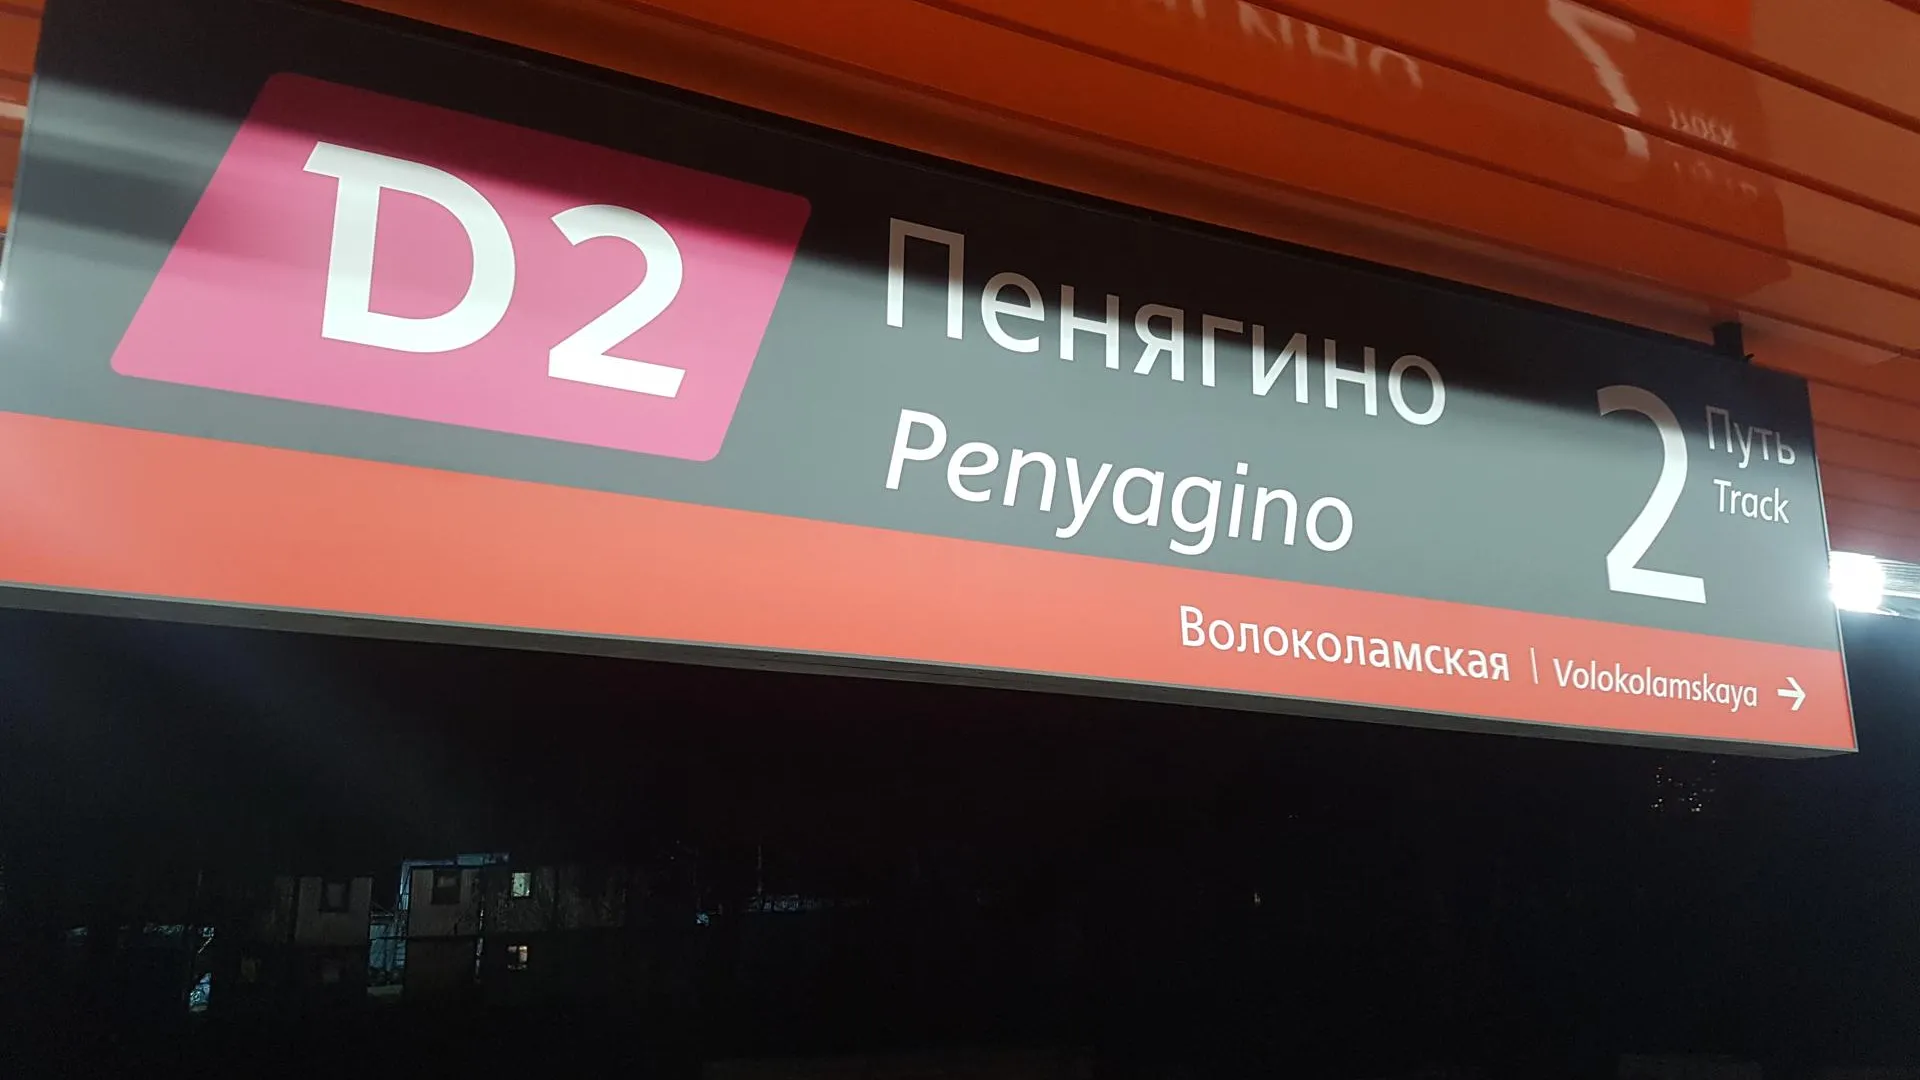 D2
Пенягино
Penyagino
2
Путь
Track
Волоколамская | Volokolamskaya →